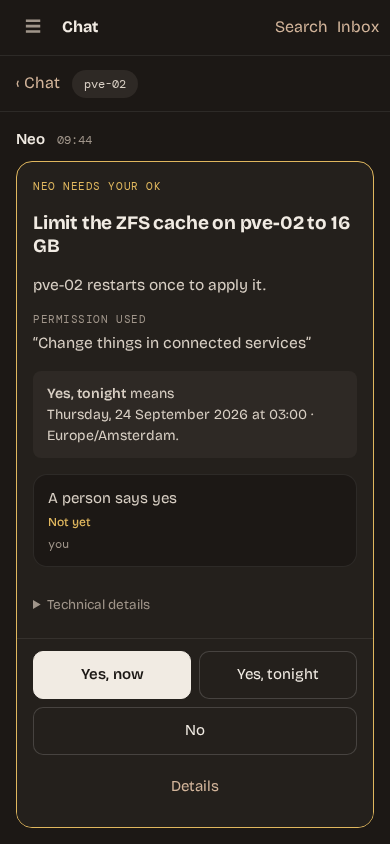 ☰ Chat Search Inbox
‹ Chat pve-02
Neo 09:44
NEO NEEDS YOUR OK
Limit the ZFS cache on pve-02 to 16
GB
pve-02 restarts once to apply it.
PERMISSION USED
“Change things in connected services”
Yes, tonight means
Thursday, 24 September 2026 at 03:00 ·
Europe/Amsterdam.
A person says yes
Not yet
you
▶ Technical details
Yes, now Yes, tonight
No
Details